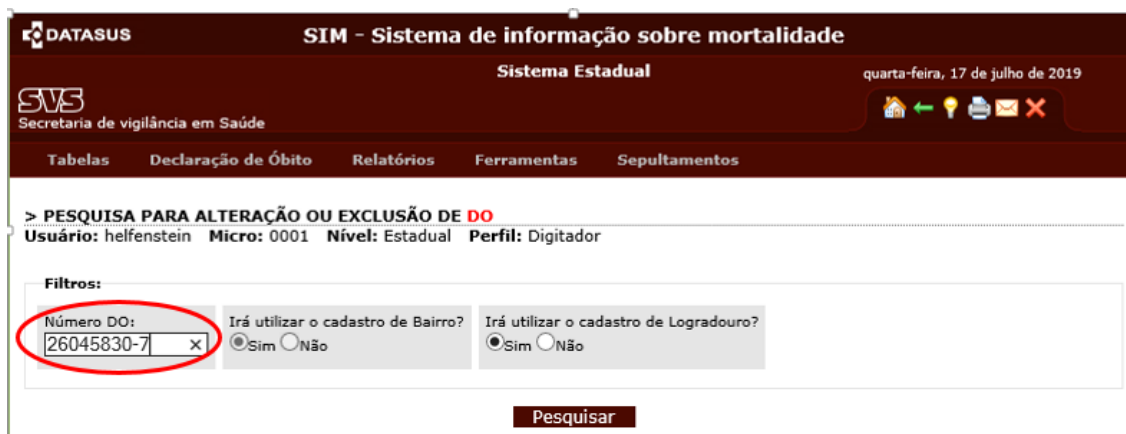 DATASUS
SIM - Sistema de informação sobre mortalidade
Sistema Estadual
quarta-feira, 17 de julho de 2019
SVS
Secretaria de vigilância em Saúde
Tabelas Declaração de Óbito Relatórios Ferramentas Sepultamentos
> PESQUISA PARA ALTERAÇÃO OU EXCLUSÃO DE DO
Usuário: helfenstein Micro: 0001 Nível: Estadual Perfil: Digitador
Filtros:
Número DO: Irá utilizar o cadastro de Bairro? Irá utilizar o cadastro de Logradouro?
26045830-7 x Sim Não Sim Não
Pesquisar